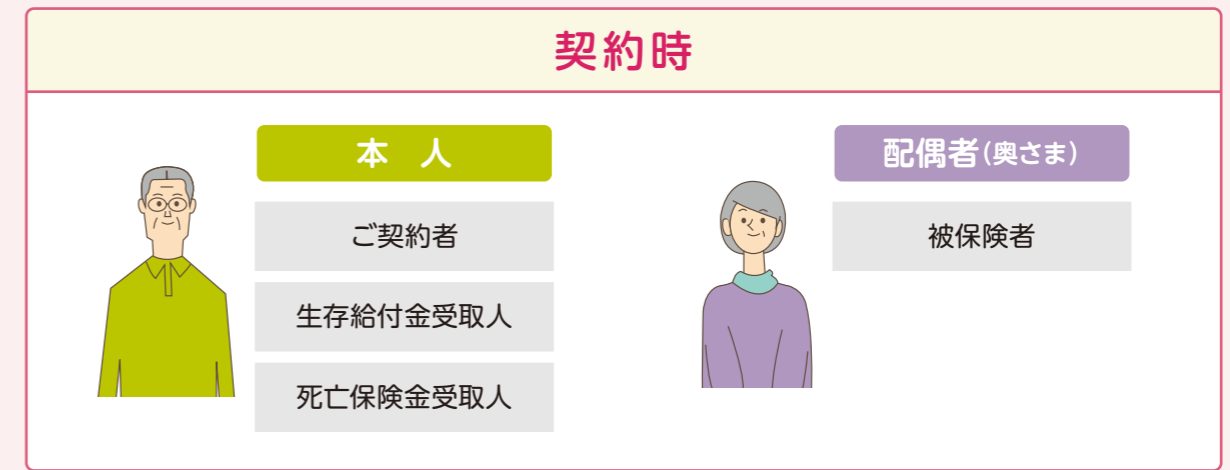 契約時
本　人
ご契約者
生存給付金受取人
死亡保険金受取人
配偶者（奥さま）
被保険者